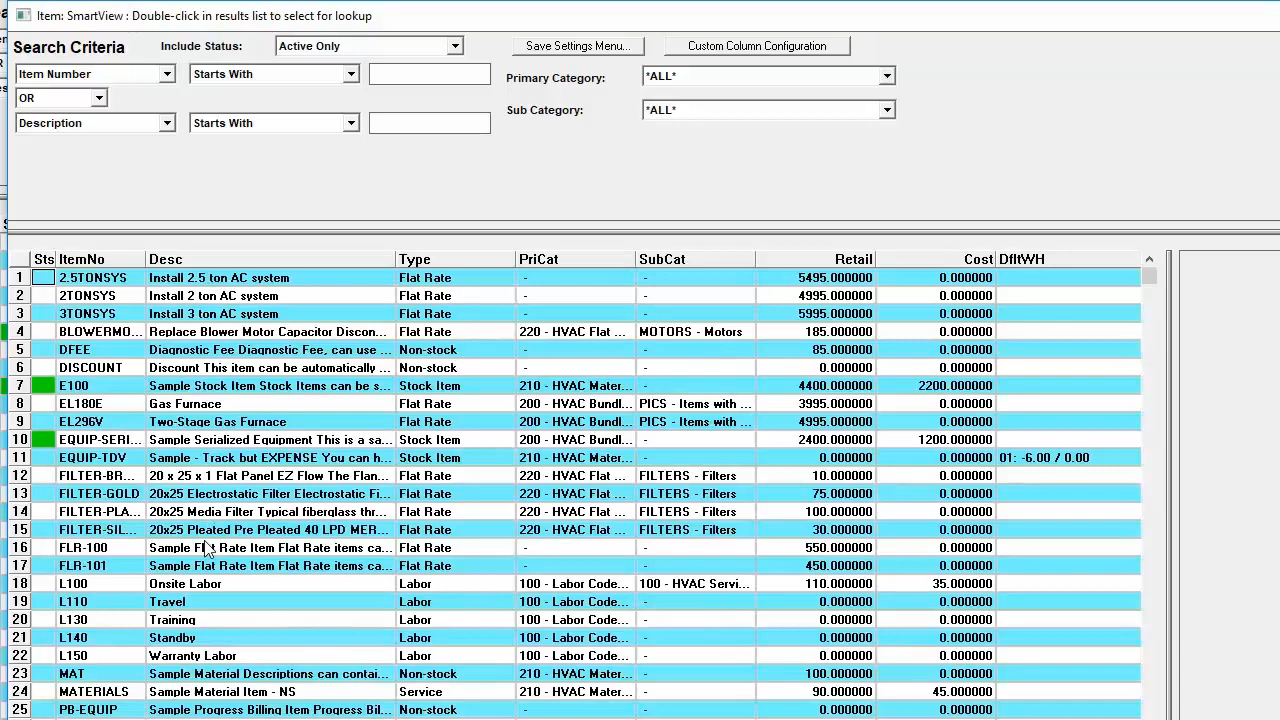 Item: SmartView : Double-click in results list to select for lookup
Search Criteria Include Status: Active Only Save Settings Menu... Custom Column Configuration
Item Number Starts With Primary Category: *ALL*
OR
Sub Category: *ALL*
Description Starts With
Sts ItemNo Desc Type PriCat SubCat Retail Cost DfltWH
1 2.5TONSYS Install 2.5 ton AC system Flat Rate - - 5495.000000 0.000000
2 2TONSYS Install 2 ton AC system Flat Rate - - 4995.000000 0.000000
3 3TONSYS Install 3 ton AC system Flat Rate - - 5995.000000 0.000000
4 BLOWERMO... Replace Blower Motor Capacitor Discon... Flat Rate 220 - HVAC Flat ... MOTORS - Motors 185.000000 0.000000
5 DFEE Diagnostic Fee Diagnostic Fee, can use ... Non-stock - - 85.000000 0.000000
6 DISCOUNT Discount This item can be automatically ... Non-stock - - 0.000000 0.000000
7 E100 Sample Stock Item Stock Items can be s... Stock Item 210 - HVAC Mater... - 4400.000000 2200.000000
8 EL180E Gas Furnace Flat Rate 200 - HVAC Bundl... PICS - Items with ... 3995.000000 0.000000
9 EL296V Two-Stage Gas Furnace Flat Rate 200 - HVAC Bundl... PICS - Items with ... 4995.000000 0.000000
10 EQUIP-SERI... Sample Serialized Equipment This is a sa... Stock Item 200 - HVAC Bundl... - 2400.000000 1200.000000
11 EQUIP-TDV Sample - Track but EXPENSE You can h... Stock Item 210 - HVAC Mater... - 0.000000 0.000000 01: -6.00 / 0.00
12 FILTER-BR... 20 x 25 x 1 Flat Panel EZ Flow The Flan... Flat Rate 220 - HVAC Flat ... FILTERS - Filters 10.000000 0.000000
13 FILTER-GOLD 20x25 Electrostatic Filter Electrostatic Fi... Flat Rate 220 - HVAC Flat ... FILTERS - Filters 75.000000 0.000000
14 FILTER-PLA... 20x25 Media Filter Typical fiberglass thr... Flat Rate 220 - HVAC Flat ... FILTERS - Filters 100.000000 0.000000
15 FILTER-SIL... 20x25 Pleated Pre Pleated 40 LPD MER... Flat Rate 220 - HVAC Flat ... FILTERS - Filters 30.000000 0.000000
16 FLR-100 Sample Flat Rate Item Flat Rate items ca... Flat Rate - - 550.000000 0.000000
17 FLR-101 Sample Flat Rate Item Flat Rate items ca... Flat Rate - - 450.000000 0.000000
18 L100 Onsite Labor Labor 100 - Labor Code... 100 - HVAC Servi... 110.000000 35.000000
19 L110 Travel Labor 100 - Labor Code... - 0.000000 0.000000
20 L130 Training Labor 100 - Labor Code... - 0.000000 0.000000
21 L140 Standby Labor 100 - Labor Code... - 0.000000 0.000000
22 L150 Warranty Labor Labor 100 - Labor Code... - 0.000000 0.000000
23 MAT Sample Material Descriptions can contai... Non-stock 210 - HVAC Mater... - 100.000000 0.000000
24 MATERIALS Sample Material Item - NS Service 210 - HVAC Mater... - 90.000000 45.000000
25 PB-EQUIP Sample Progress Billing Item Progress Bil... Non-stock - - 0.000000 0.000000